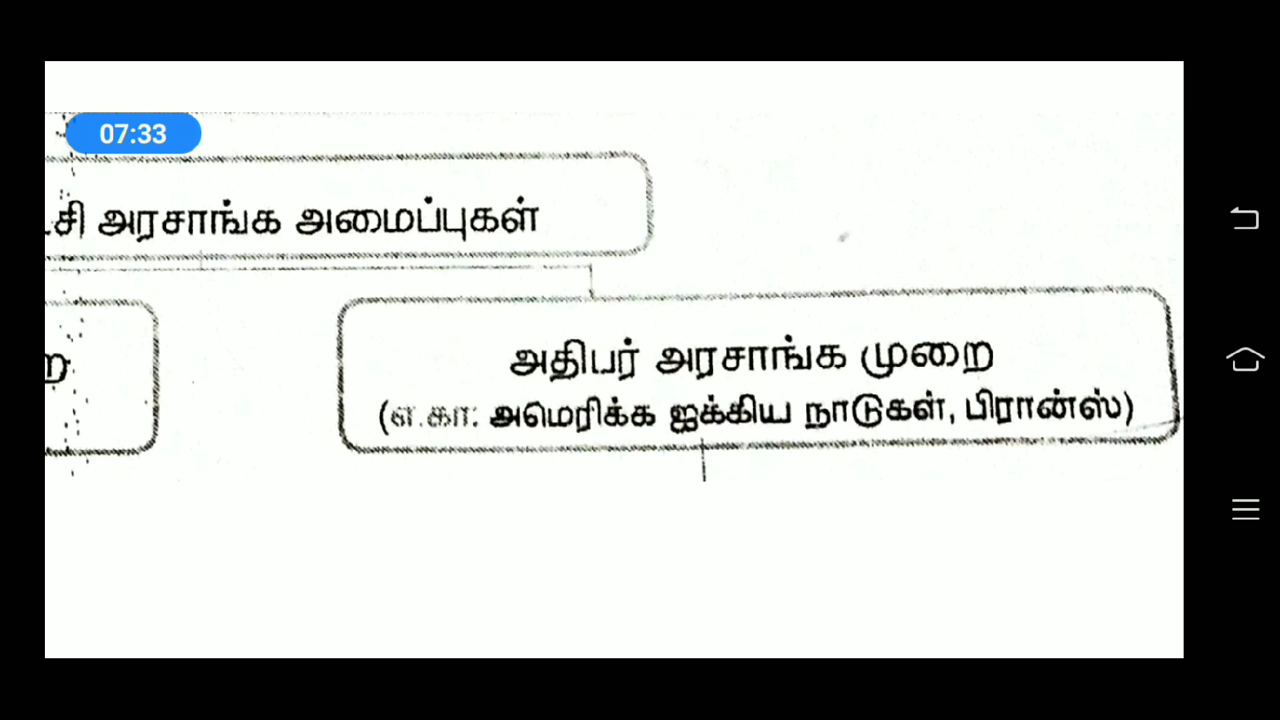 07:33
அரசாங்க அமைப்புகள்
அதிபர் அரசாங்க முறை
(எ.கா: அமெரிக்க ஐக்கிய நாடுகள், பிரான்ஸ்)